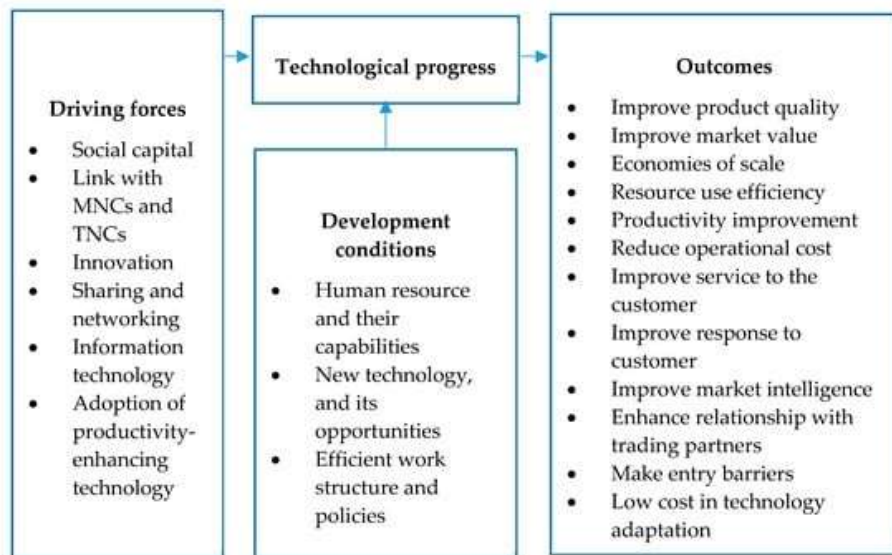 Driving forces
• Social capital
• Link with
MNCs and
TNCs
• Innovation
• Sharing and
networking
• Information
technology
• Adoption of
productivity-
enhancing
technology
Technological progress
Development
conditions
• Human resource
and their
capabilities
• New technology,
and its
opportunities
• Efficient work
structure and
policies
Outcomes
• Improve product quality
• Improve market value
• Economies of scale
• Resource use efficiency
• Productivity improvement
• Reduce operational cost
• Improve service to the
customer
• Improve response to
customer
• Improve market intelligence
• Enhance relationship with
trading partners
• Make entry barriers
• Low cost in technology
adaptation